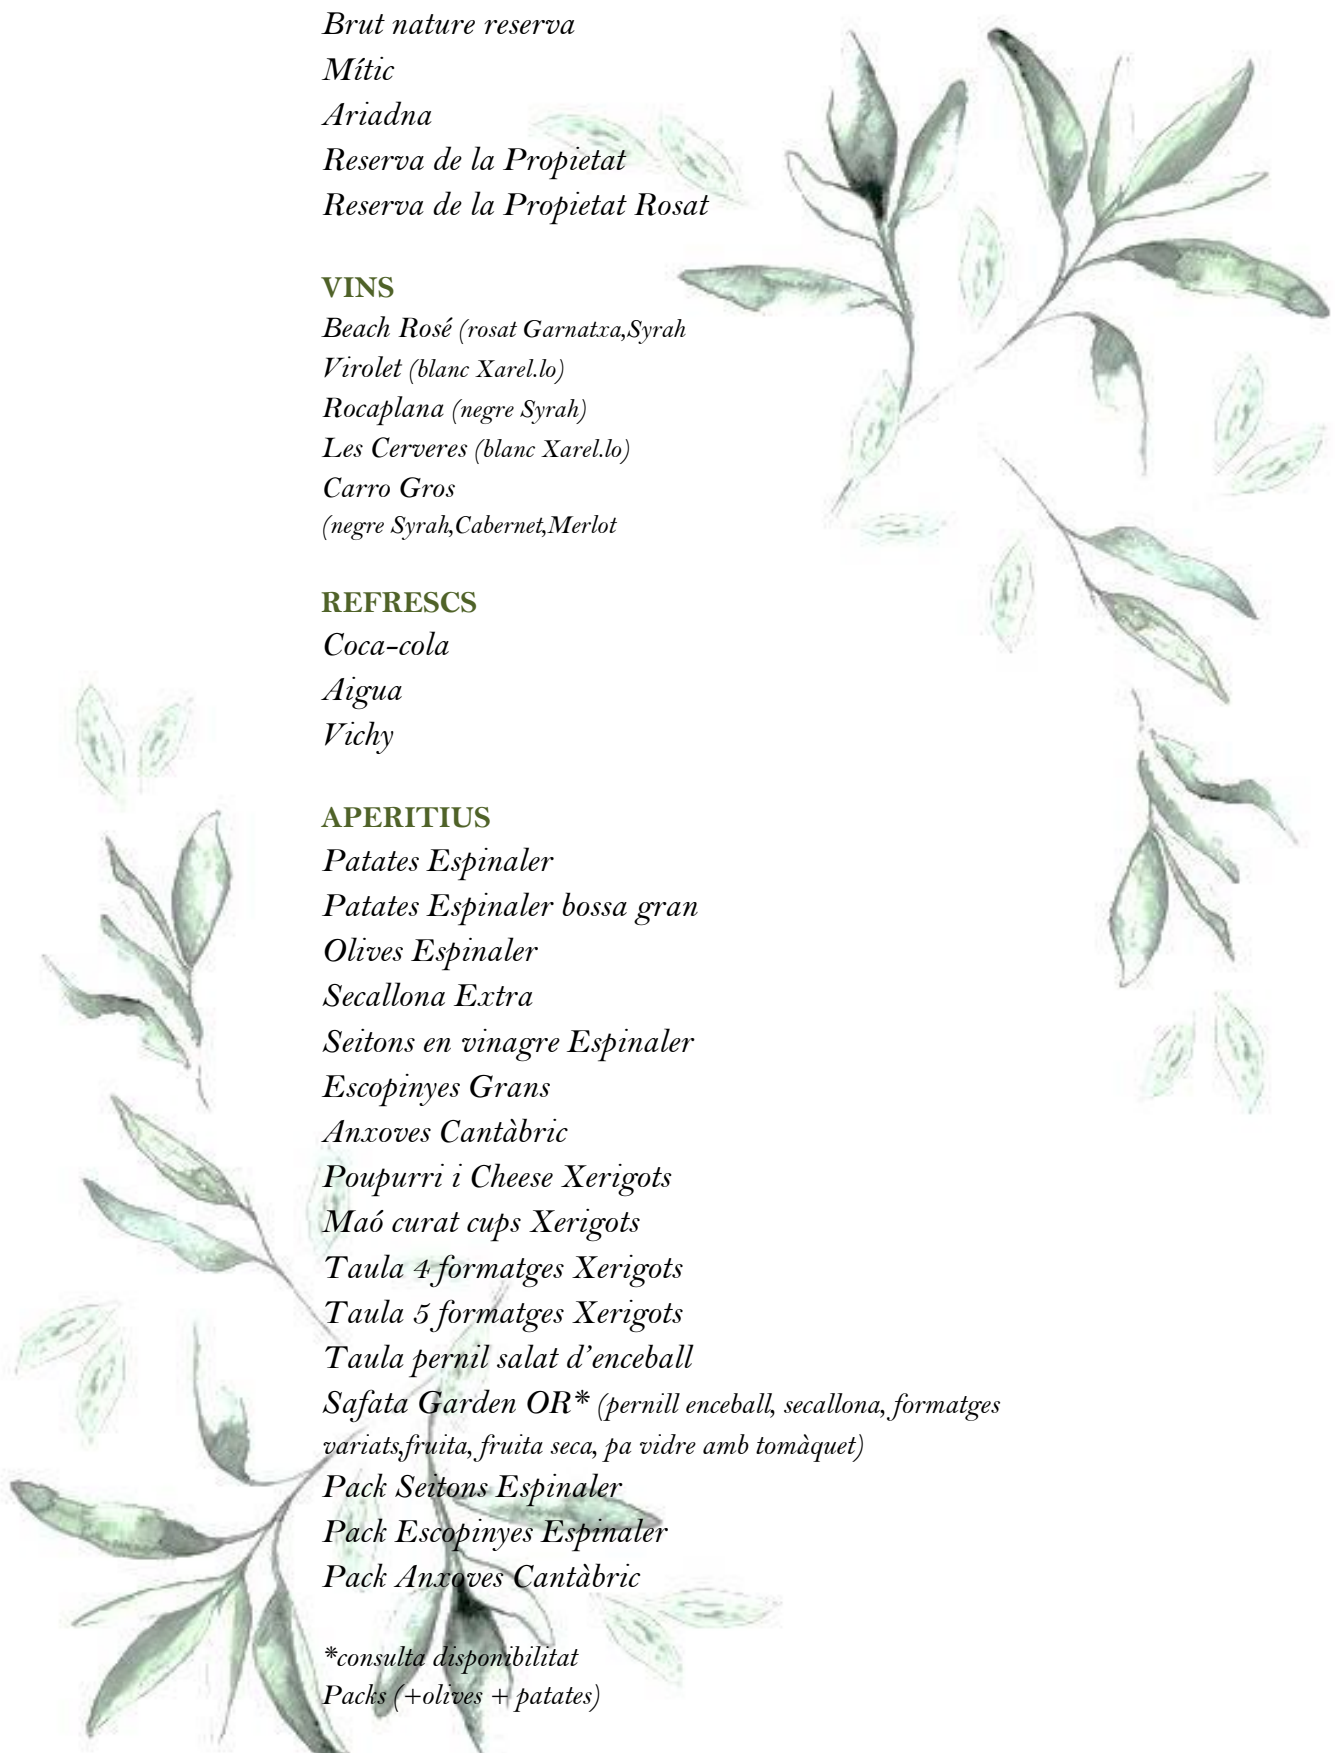 Brut nature reserva
Mític
Ariadna
Reserva de la Propietat
Reserva de la Propietat Rosat
VINS
Beach Rosé (rosat Garnatxa,Syrah
Virolet (blanc Xarel.lo)
Rocaplana (negre Syrah)
Les Cerveres (blanc Xarel.lo)
Carro Gros
(negre Syrah,Cabernet,Merlot
REFRESCS
Coca-cola
Aigua
Vichy
APERITIUS
Patates Espinaler
Patates Espinaler bossa gran
Olives Espinaler
Secallona Extra
Seitons en vinagre Espinaler
Escopinyes Grans
Anxoves Cantàbric
Poupurri i Cheese Xerigots
Maó curat cups Xerigots
Taula 4 formatges Xerigots
Taula 5 formatges Xerigots
Taula pernil salat d’enceball
Safata Garden OR* (pernill enceball, secallona, formatges
variats,fruita, fruita seca, pa vidre amb tomàquet)
Pack Seitons Espinaler
Pack Escopinyes Espinaler
Pack Anxoves Cantàbric
*consulta disponibilitat
Packs (+olives + patates)